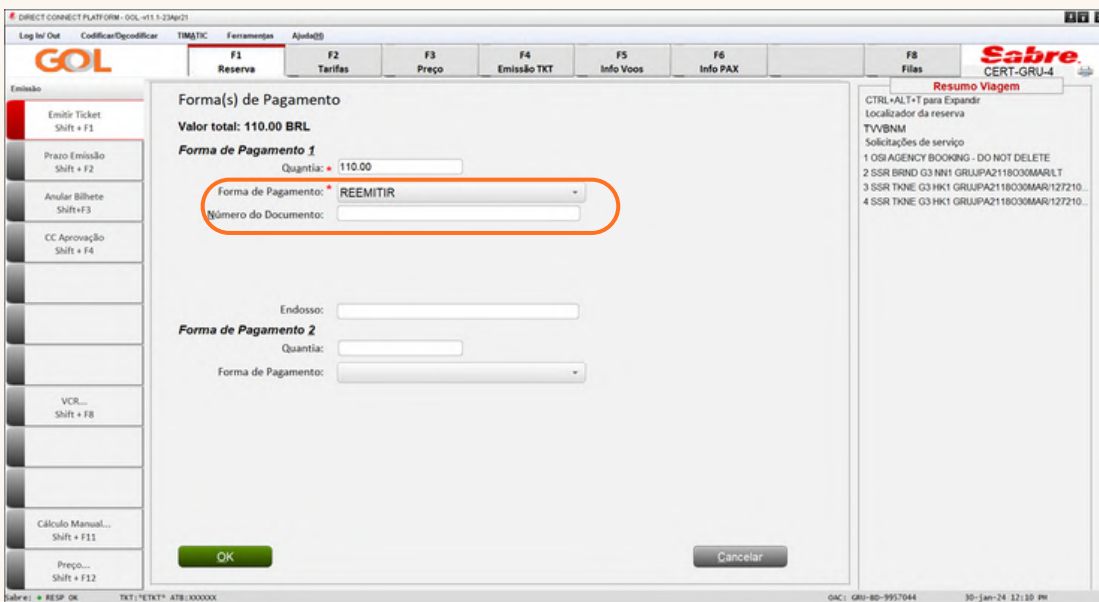 DIRECT CONNECT PLATFORM - GOL -v11.1-23Apr21
Log In/ Out Codificar/Decodificar TIMATIC Ferramentas Ajuda(H)
GOL
F1 F2 F3 F4 F5 F6 F8
Reserva Tarifas Preço Emissão TKT Info Voos Info PAX Filas
Sabre.
CERT-GRU-4
Emissão
Emitir Ticket
Shift + F1
Prazo Emissão
Shift + F2
Anular Bilhete
Shift+F3
CC Aprovação
Shift + F4
VCR...
Shift + F8
Cálculo Manual...
Shift + F11
Preço...
Shift + F12
Forma(s) de Pagamento
Valor total: 110.00 BRL
Forma de Pagamento 1
Quantia: * 110.00
Forma de Pagamento: * REEMITIR
Número do Documento:
Endosso:
Forma de Pagamento 2
Quantia:
Forma de Pagamento:
OK Cancelar
Resumo Viagem
CTRL+ALT+T para Expandir
Localizador da reserva
TVVBNM
Solicitações de serviço
1 OSI AGENCY BOOKING - DO NOT DELETE
2 SSR BRND G3 NN1 GRUJPA2118O30MAR/LT
3 SSR TKNE G3 HK1 GRUJPA2118O30MAR/127210...
4 SSR TKNE G3 HK1 GRUJPA2118O30MAR/127210...
Sabre: RESP OK TKT:*ETKT* ATB:XXXXXX OAC: GRU-BD-9957044 30-jan-24 12:10 PM